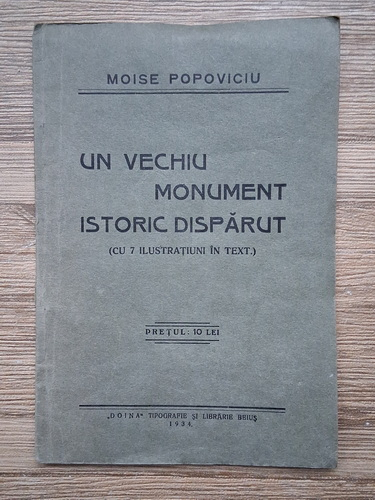 MOISE POPOVICIU
UN VECHIU
MONUMENT
ISTORIC DISPĂRUT
(CU 7 ILUSTRAȚIUNI ÎN TEXT.)
PREȚUL: 10 LEI
„DOINA" TIPOGRAFIE ȘI LIBRĂRIE BEIUȘ
1934.